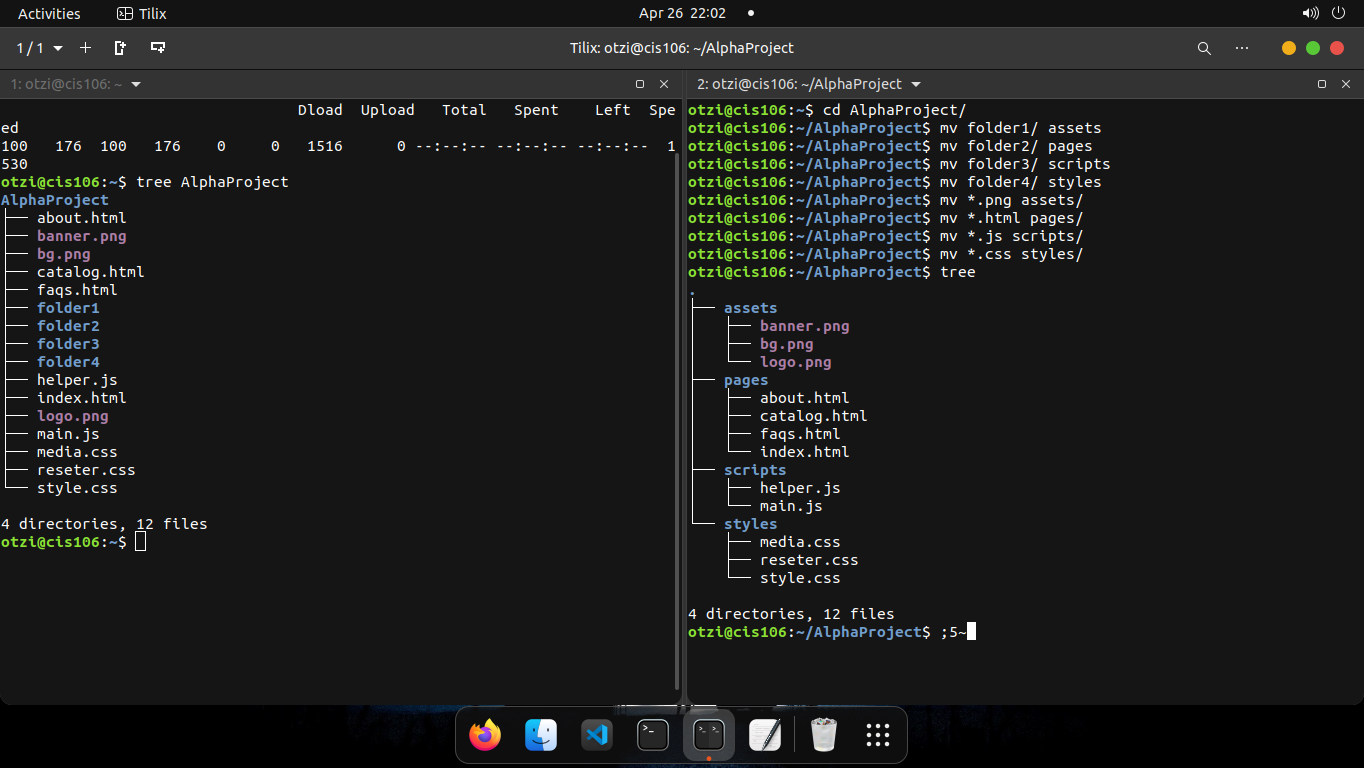 Activities Tilix Apr 26 22:02
1 / 1 Tilix: otzi@cis106: ~/AlphaProject
1: otzi@cis106: ~
Dload Upload Total Spent Left Spe
ed
100 176 100 176 0 0 1516 0 --:--:-- --:--:-- --:--:-- 1
530
otzi@cis106:~$ tree AlphaProject
AlphaProject
├── about.html
├── banner.png
├── bg.png
├── catalog.html
├── faqs.html
├── folder1
├── folder2
├── folder3
├── folder4
├── helper.js
├── index.html
├── logo.png
├── main.js
├── media.css
├── reseter.css
└── style.css
4 directories, 12 files
otzi@cis106:~$
2: otzi@cis106: ~/AlphaProject
otzi@cis106:~$ cd AlphaProject/
otzi@cis106:~/AlphaProject$ mv folder1/ assets
otzi@cis106:~/AlphaProject$ mv folder2/ pages
otzi@cis106:~/AlphaProject$ mv folder3/ scripts
otzi@cis106:~/AlphaProject$ mv folder4/ styles
otzi@cis106:~/AlphaProject$ mv *.png assets/
otzi@cis106:~/AlphaProject$ mv *.html pages/
otzi@cis106:~/AlphaProject$ mv *.js scripts/
otzi@cis106:~/AlphaProject$ mv *.css styles/
otzi@cis106:~/AlphaProject$ tree
.
├── assets
│   ├── banner.png
│   ├── bg.png
│   └── logo.png
├── pages
│   ├── about.html
│   ├── catalog.html
│   ├── faqs.html
│   └── index.html
├── scripts
│   ├── helper.js
│   └── main.js
└── styles
    ├── media.css
    ├── reseter.css
    └── style.css
4 directories, 12 files
otzi@cis106:~/AlphaProject$ ;5~